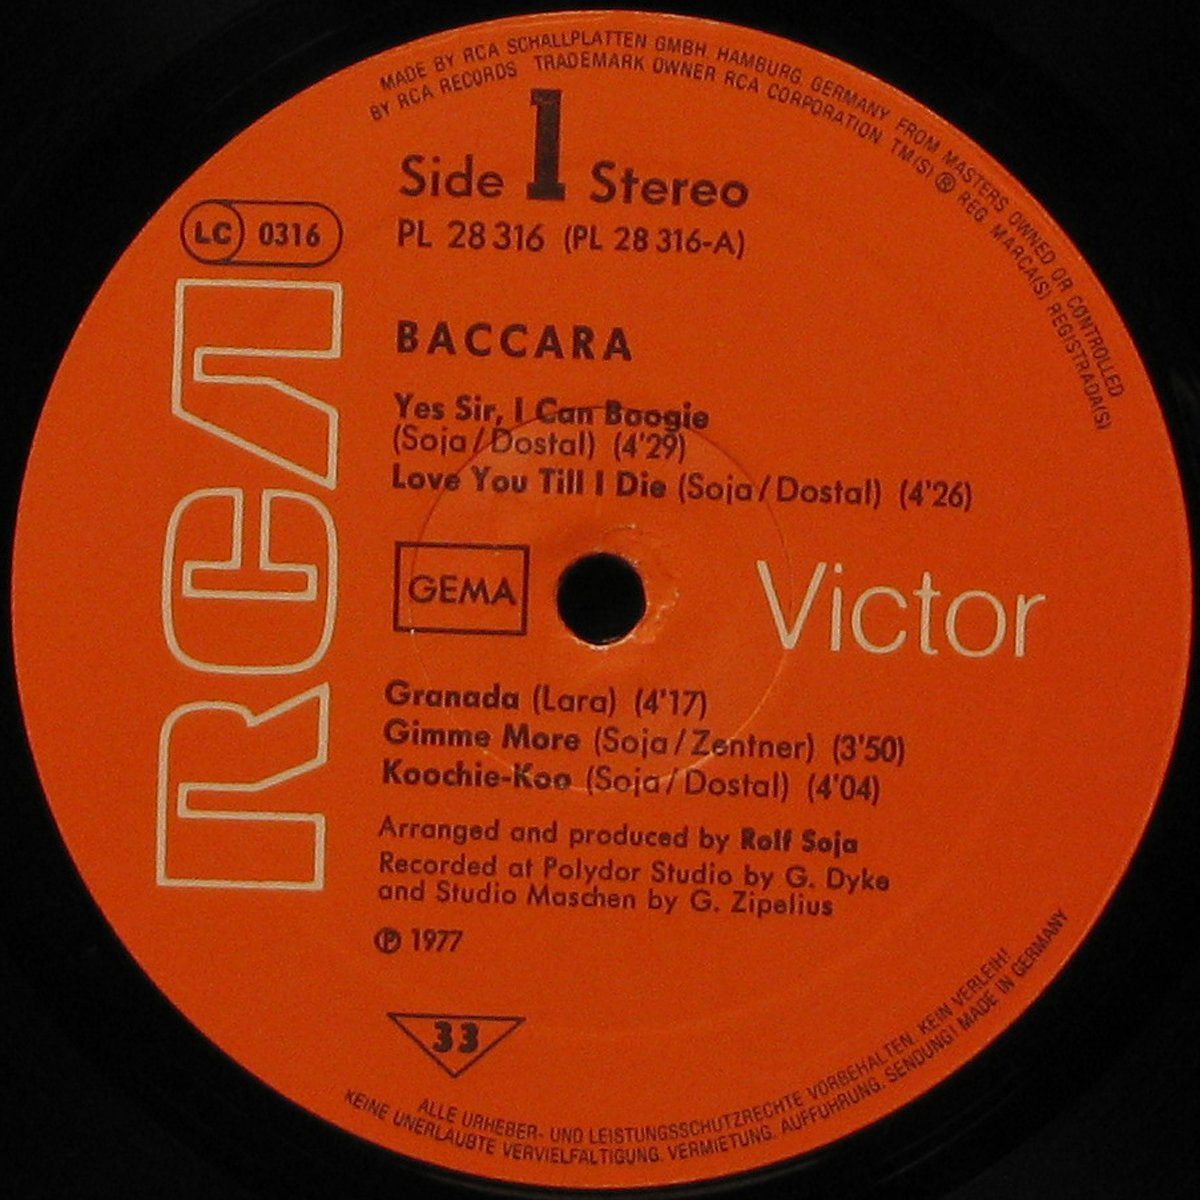 MADE BY RCA SCHALLPLATTEN GMBH, HAMBURG, GERMANY FROM MASTERS OWNED OR CONTROLLED
BY RCA RECORDS TRADEMARK OWNER RCA CORPORATION TM(S) ® REG. MARCA(S) REGISTRADA(S)
Side 1 Stereo
PL 28 316 (PL 28 316-A)
LC 0316
RCA
BACCARA
Yes Sir, I Can Boogie
(Soja/Dostal) (4'29)
Love You Till I Die (Soja/Dostal) (4'26)
GEMA
Victor
Granada (Lara) (4'17)
Gimme More (Soja/Zentner) (3'50)
Koochie-Koo (Soja/Dostal) (4'04)
Arranged and produced by Rolf Soja
Recorded at Polydor Studio by G. Dyke
and Studio Maschen by G. Zipelius
℗ 1977
33
ALLE URHEBER- UND LEISTUNGSSCHUTZRECHTE VORBEHALTEN. KEIN VERLEIH!
KEINE UNERLAUBTE VERVIELFÄLTIGUNG. VERMIETUNG. AUFFÜHRUNG. SENDUNG! MADE IN GERMANY